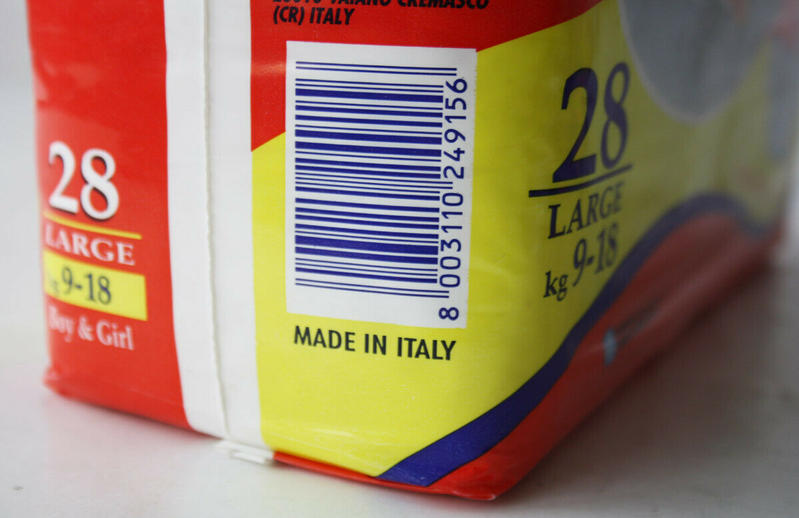 (CR) ITALY
8 003110 249156
MADE IN ITALY
28
LARGE
kg 9-18
28
LARGE
kg 9-18
Boy & Girl